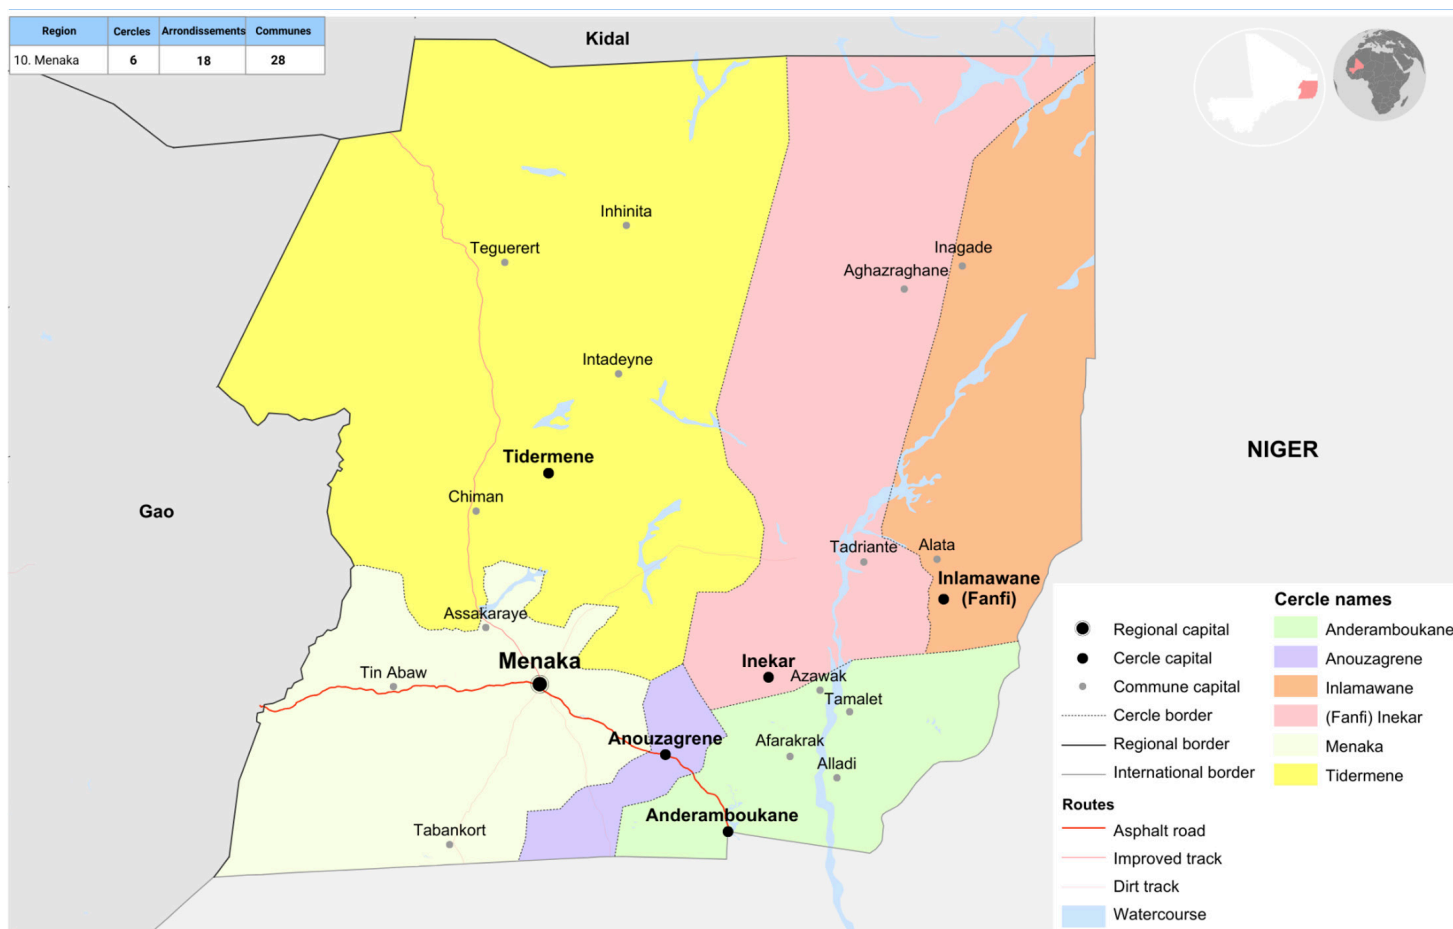 Region Cercles Arrondissements Communes
10. Menaka 6 18 28
Kidal
Inhinita
Teguerert
Inagade
Aghazraghane
Intadeyne
NIGER
Tidermene
Chiman
Gao
Tadriante
Alata
Inlamawane
(Fanfi)
Assakaraye
Menaka
Inekar
Tin Abaw
Azawak
Tamalet
Anouzagrene
Afarakrak
Alladi
Anderamboukane
Tabankort
Regional capital
Cercle capital
Commune capital
Cercle border
Regional border
International border
Routes
Asphalt road
Improved track
Dirt track
Watercourse
Cercle names
Anderamboukane
Anouzagrene
Inlamawane
(Fanfi) Inekar
Menaka
Tidermene